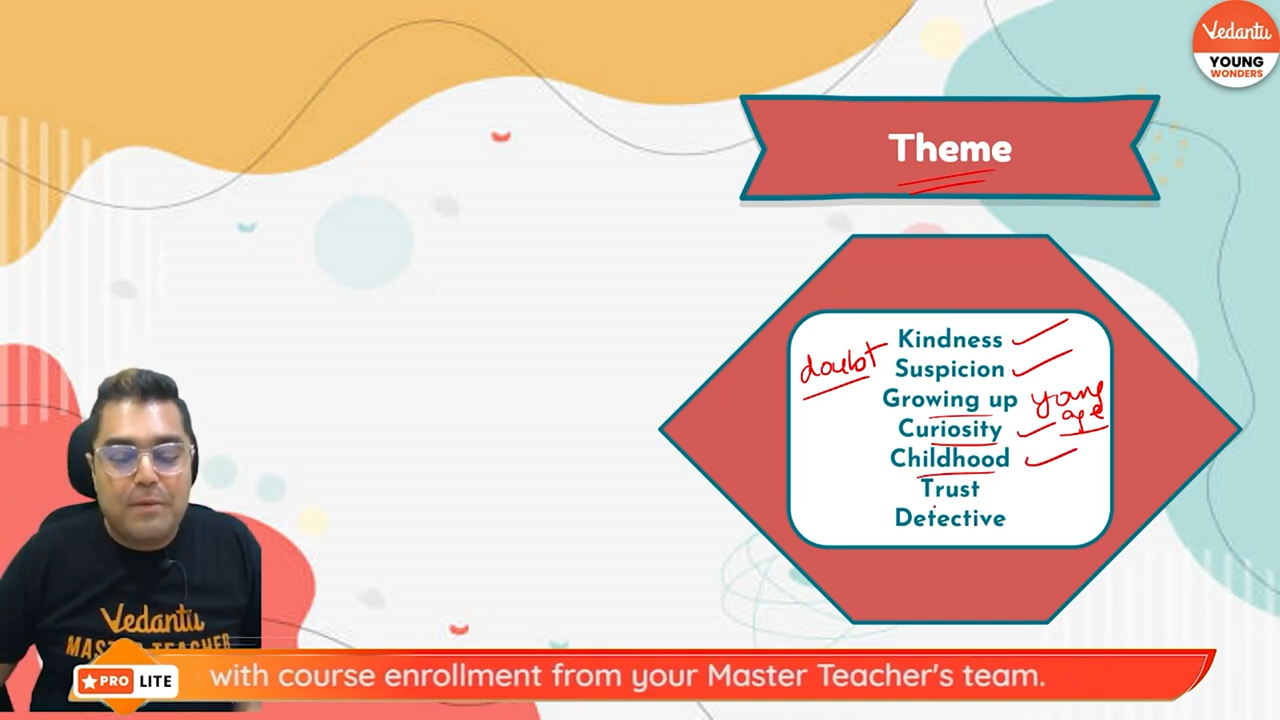 Vedantu
YOUNG
WONDERS
Theme
Kindness
doubt
Suspicion
Growing up
young
age
Curiosity
Childhood
Trust
Detective
Vedantu
MASTER TEACHER
PRO LITE
with course enrollment from your Master Teacher's team.